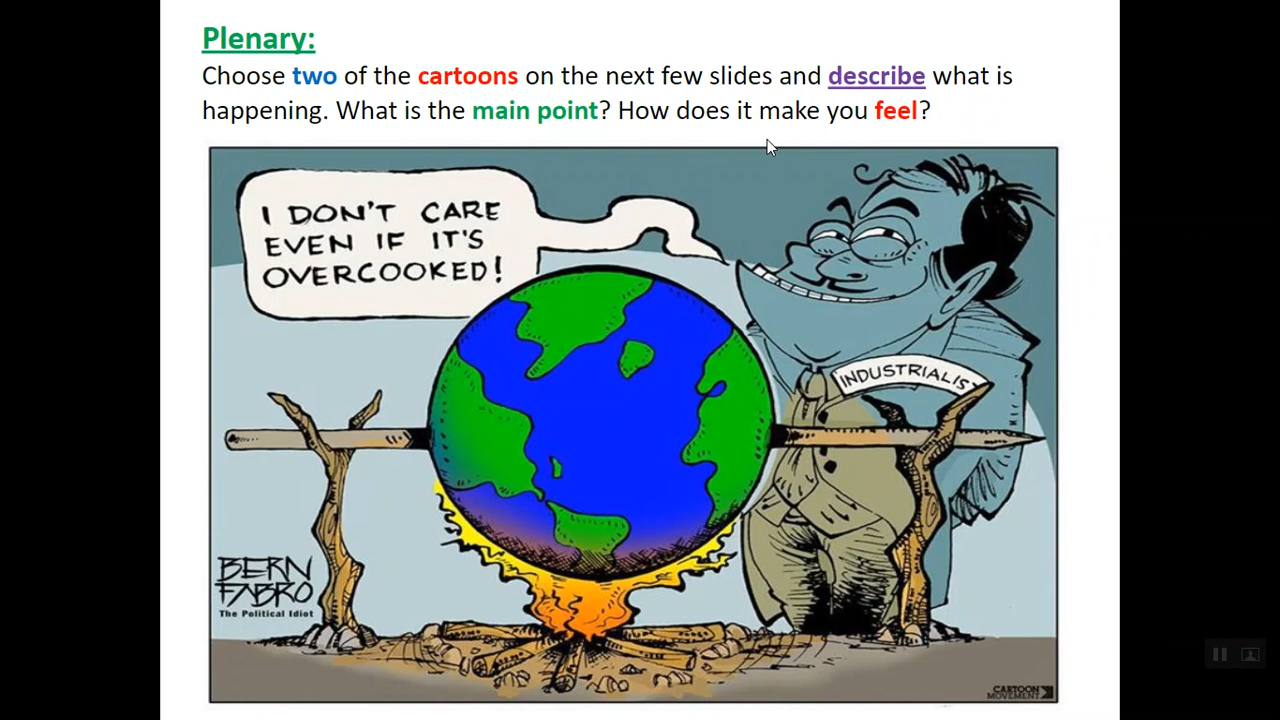 Plenary:
Choose two of the cartoons on the next few slides and describe what is
happening. What is the main point? How does it make you feel?
I DON'T CARE
EVEN IF IT'S
OVERCOOKED!
INDUSTRIALIST
BERN
FABRO
The Political Idiot
CARTOON
MOVEMENT